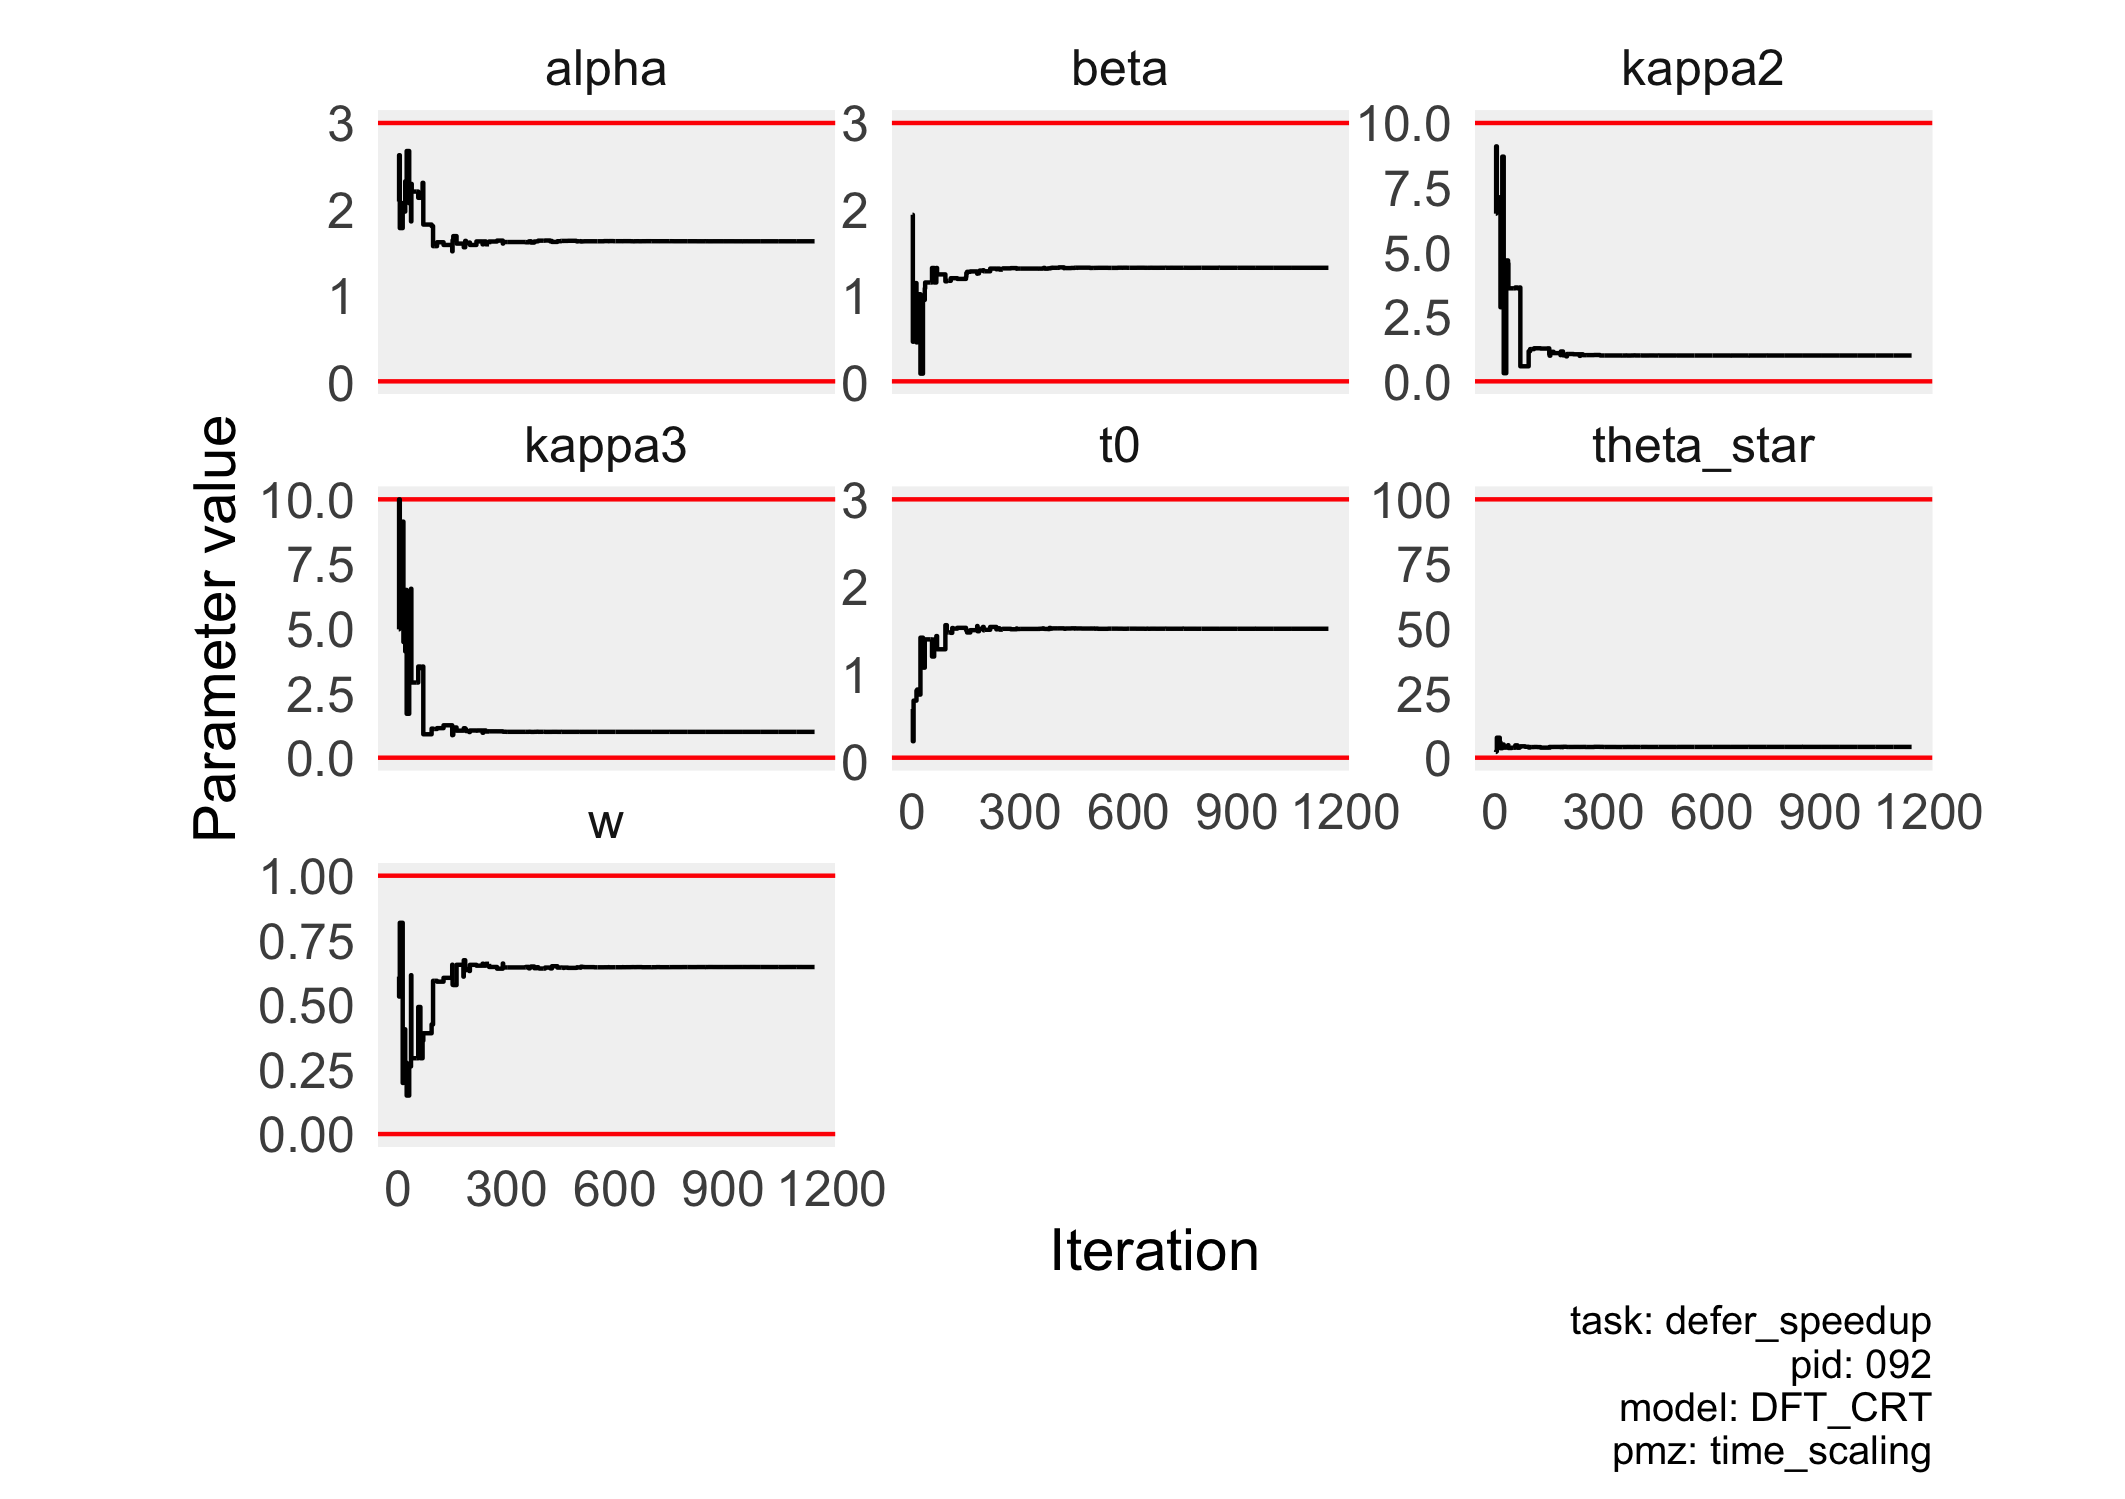 alpha
beta
kappa2
3
2
1
0
3
2
1
0
10.0
7.5
5.0
2.5
0.0
kappa3
t0
theta_star
10.0
7.5
5.0
2.5
0.0
3
2
1
0
100
75
50
25
0
0 300 600 900 1200
0 300 600 900 1200
w
1.00
0.75
0.50
0.25
0.00
0 300 600 900 1200
Parameter value
Iteration
task: defer_speedup
pid: 092
model: DFT_CRT
pmz: time_scaling